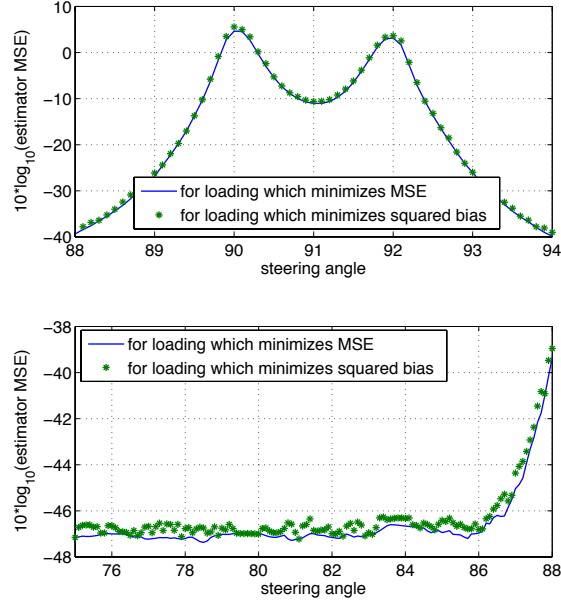 10
0
−10
−20
−30
−40
10*log10(estimator MSE)
for loading which minimizes MSE
for loading which minimizes squared bias
88 89 90 91 92 93 94
steering angle
−38
−40
−42
−44
−46
−48
10*log10(estimator MSE)
for loading which minimizes MSE
for loading which minimizes squared bias
76 78 80 82 84 86 88
steering angle